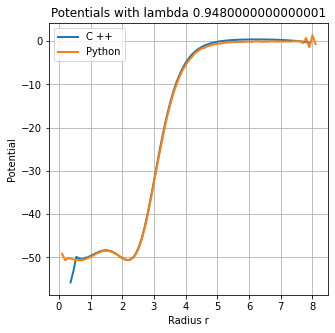 Potentials with lambda 0.9480000000000001
C ++
Python
0
−10
−20
−30
−40
−50
Potential
0 1 2 3 4 5 6 7 8
Radius r